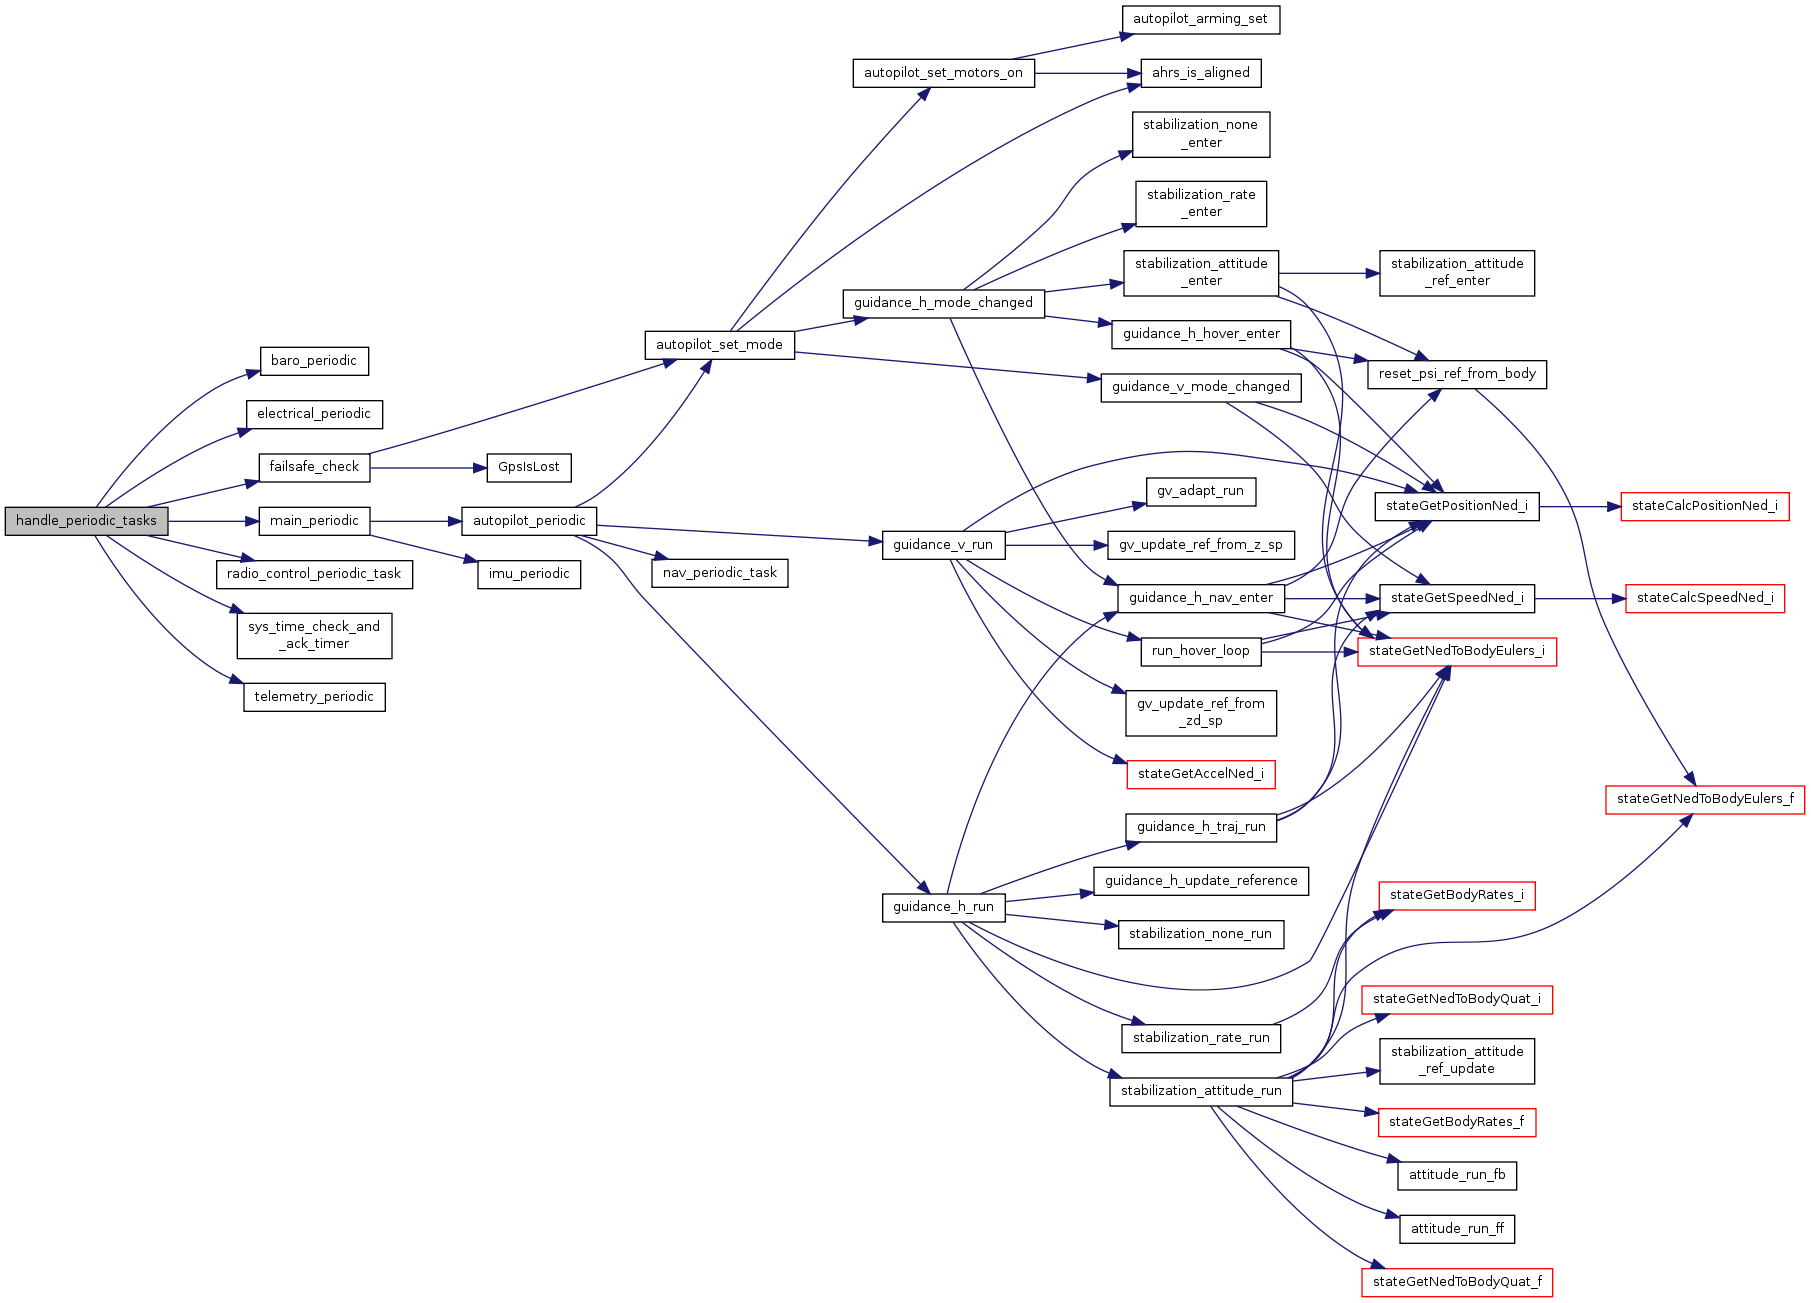 handle_periodic_tasks
baro_periodic
electrical_periodic
failsafe_check
main_periodic
radio_control_periodic_task
sys_time_check_and
_ack_timer
telemetry_periodic
GpsIsLost
autopilot_periodic
imu_periodic
autopilot_set_mode
nav_periodic_task
autopilot_set_motors_on
guidance_h_mode_changed
guidance_v_run
guidance_h_run
autopilot_arming_set
ahrs_is_aligned
stabilization_none
_enter
stabilization_rate
_enter
stabilization_attitude
_enter
guidance_h_hover_enter
guidance_v_mode_changed
gv_adapt_run
gv_update_ref_from_z_sp
guidance_h_nav_enter
run_hover_loop
gv_update_ref_from
_zd_sp
stateGetAccelNed_i
guidance_h_traj_run
guidance_h_update_reference
stabilization_none_run
stabilization_rate_run
stabilization_attitude_run
stabilization_attitude
_ref_enter
reset_psi_ref_from_body
stateGetPositionNed_i
stateGetSpeedNed_i
stateGetNedToBodyEulers_i
stateGetBodyRates_i
stateGetNedToBodyQuat_i
stabilization_attitude
_ref_update
stateGetBodyRates_f
attitude_run_fb
attitude_run_ff
stateGetNedToBodyQuat_f
stateCalcPositionNed_i
stateCalcSpeedNed_i
stateGetNedToBodyEulers_f